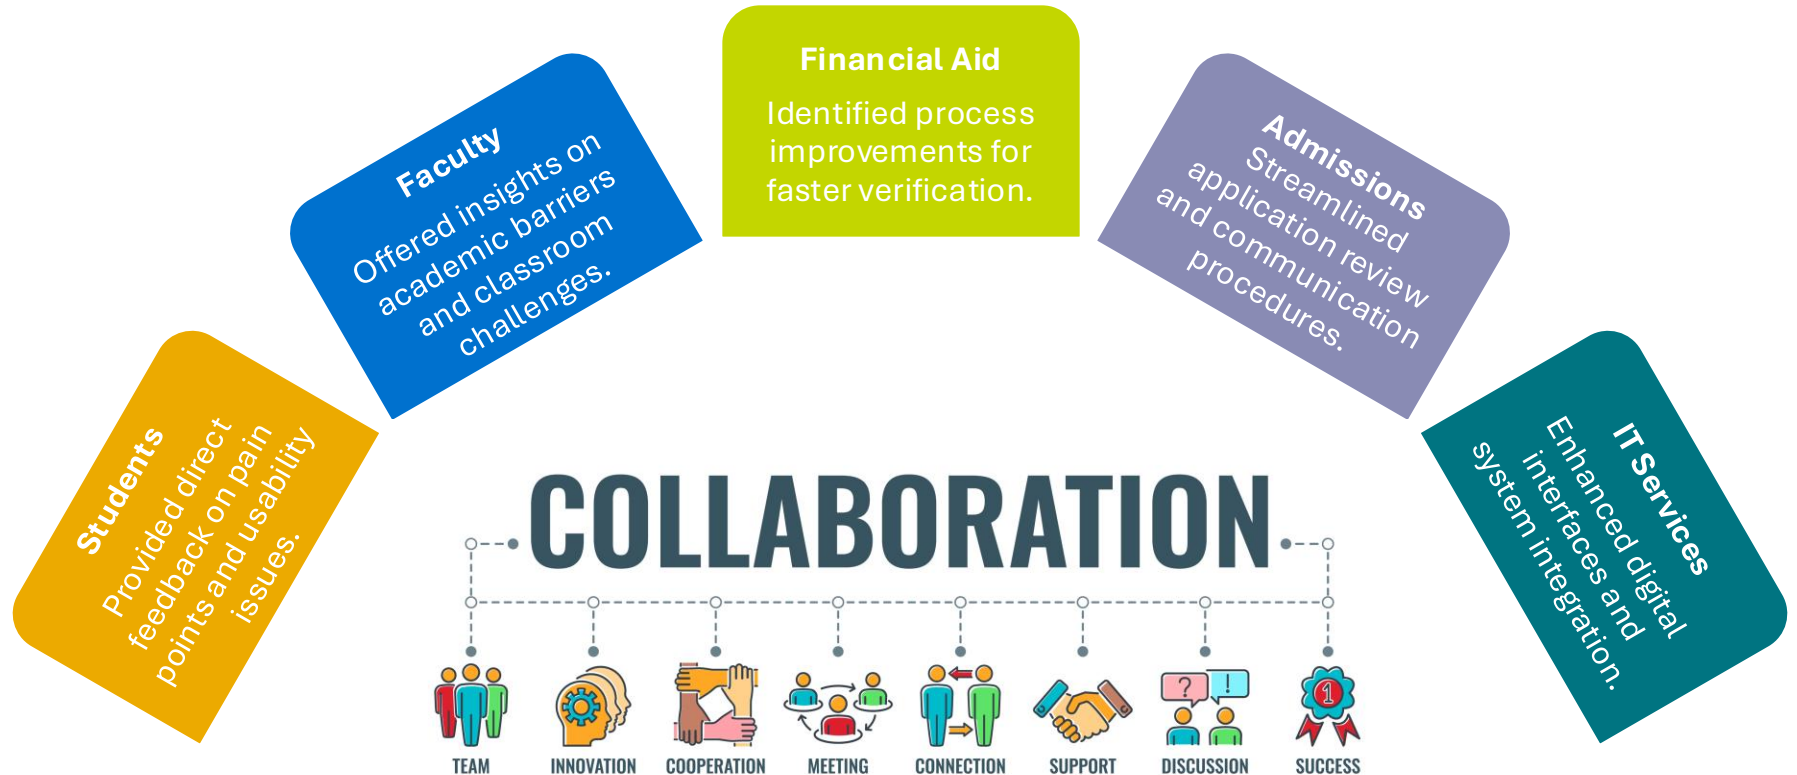 Students
Provided direct
feedback on pain
points and usability
issues.
Faculty
Offered insights on
academic barriers
and classroom
challenges.
Financial Aid
Identified process
improvements for
faster verification.
Admissions
Streamlined
application review
and communication
procedures.
IT Services
Enhanced digital
interfaces and
system integration.
COLLABORATION
? !
1
TEAM INNOVATION COOPERATION MEETING CONNECTION SUPPORT DISCUSSION SUCCESS